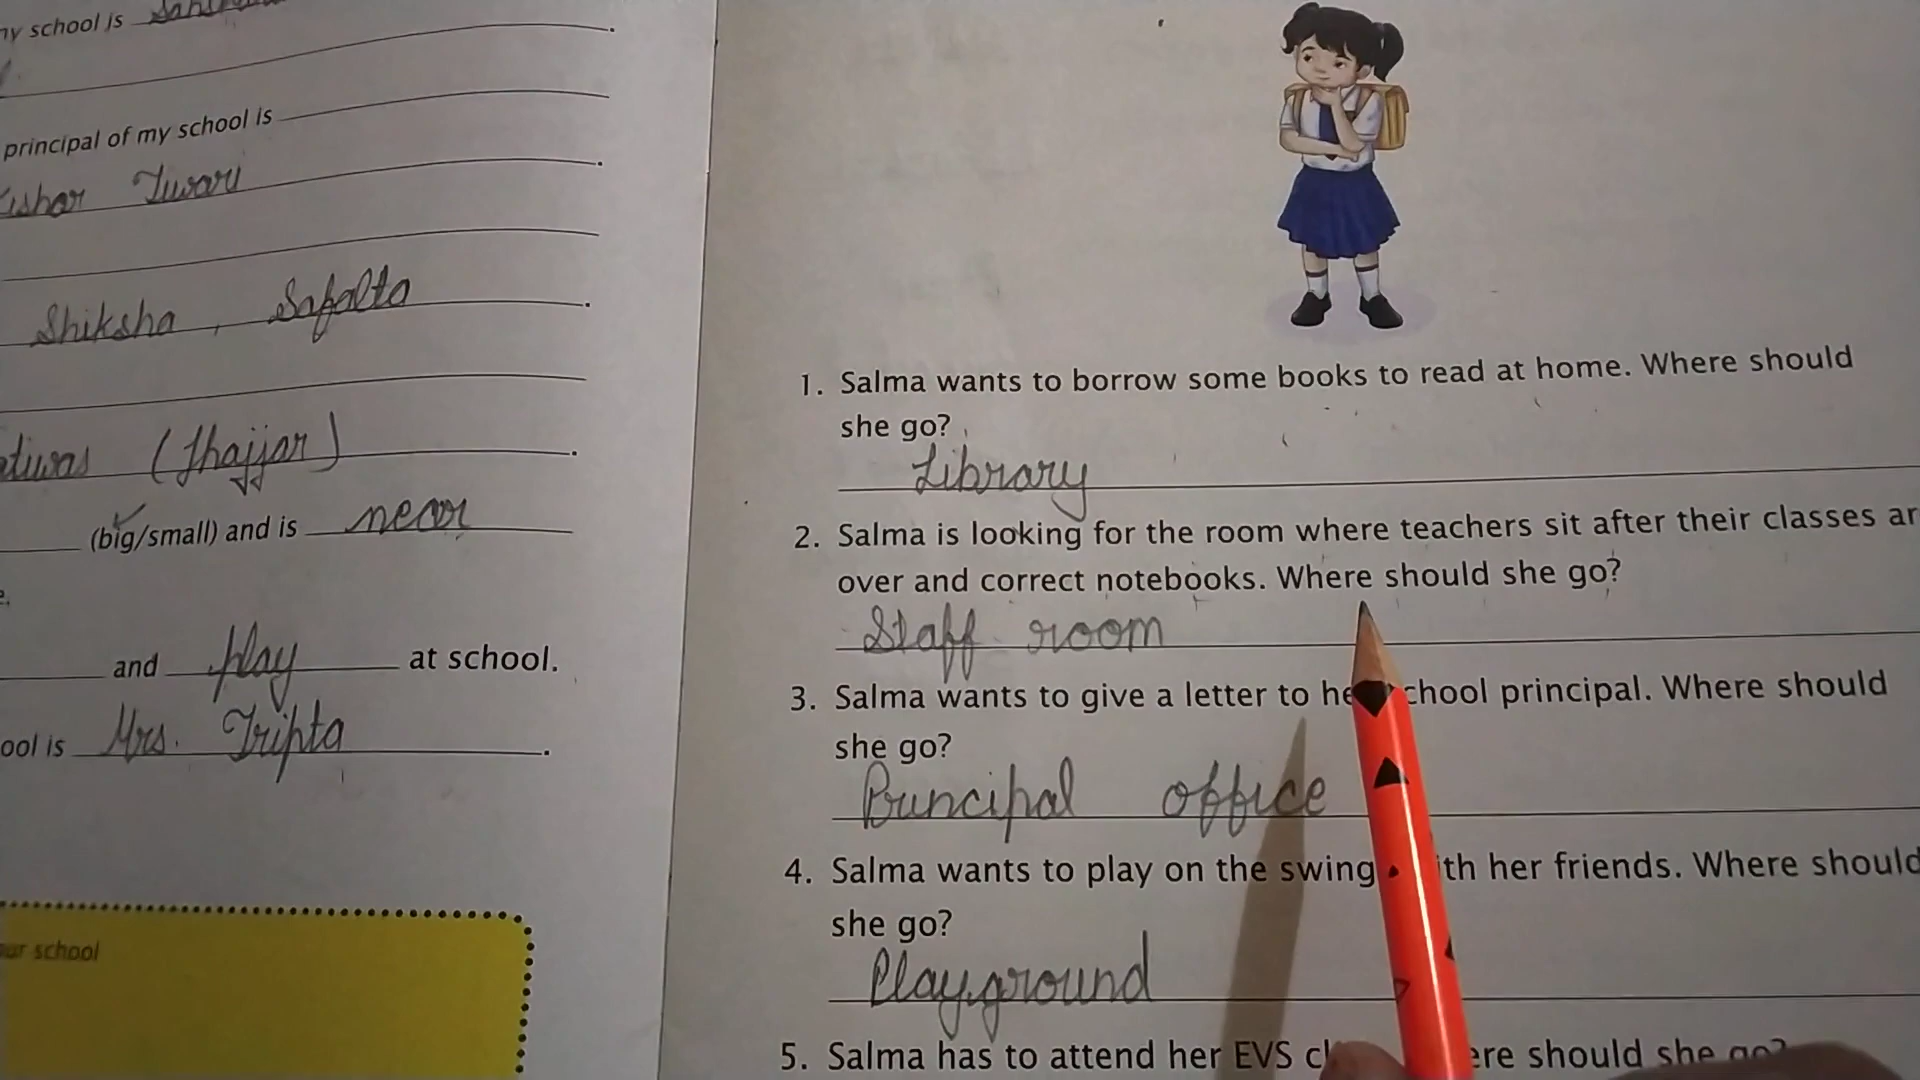 my school is
principal of my school is
Tiwari
Shiksha, Safalta
(Jhajjar)
(big/small) and is near
and play at school.
ool is Mrs. Tripta
our school
1. Salma wants to borrow some books to read at home. Where should
she go?
Library
2. Salma is looking for the room where teachers sit after their classes ar
over and correct notebooks. Where should she go?
Staff room
3. Salma wants to give a letter to he chool principal. Where should
she go?
Principal office
4. Salma wants to play on the swing ith her friends. Where should
she go?
Playground
5. Salma has to attend her EVS cl ere should she go?